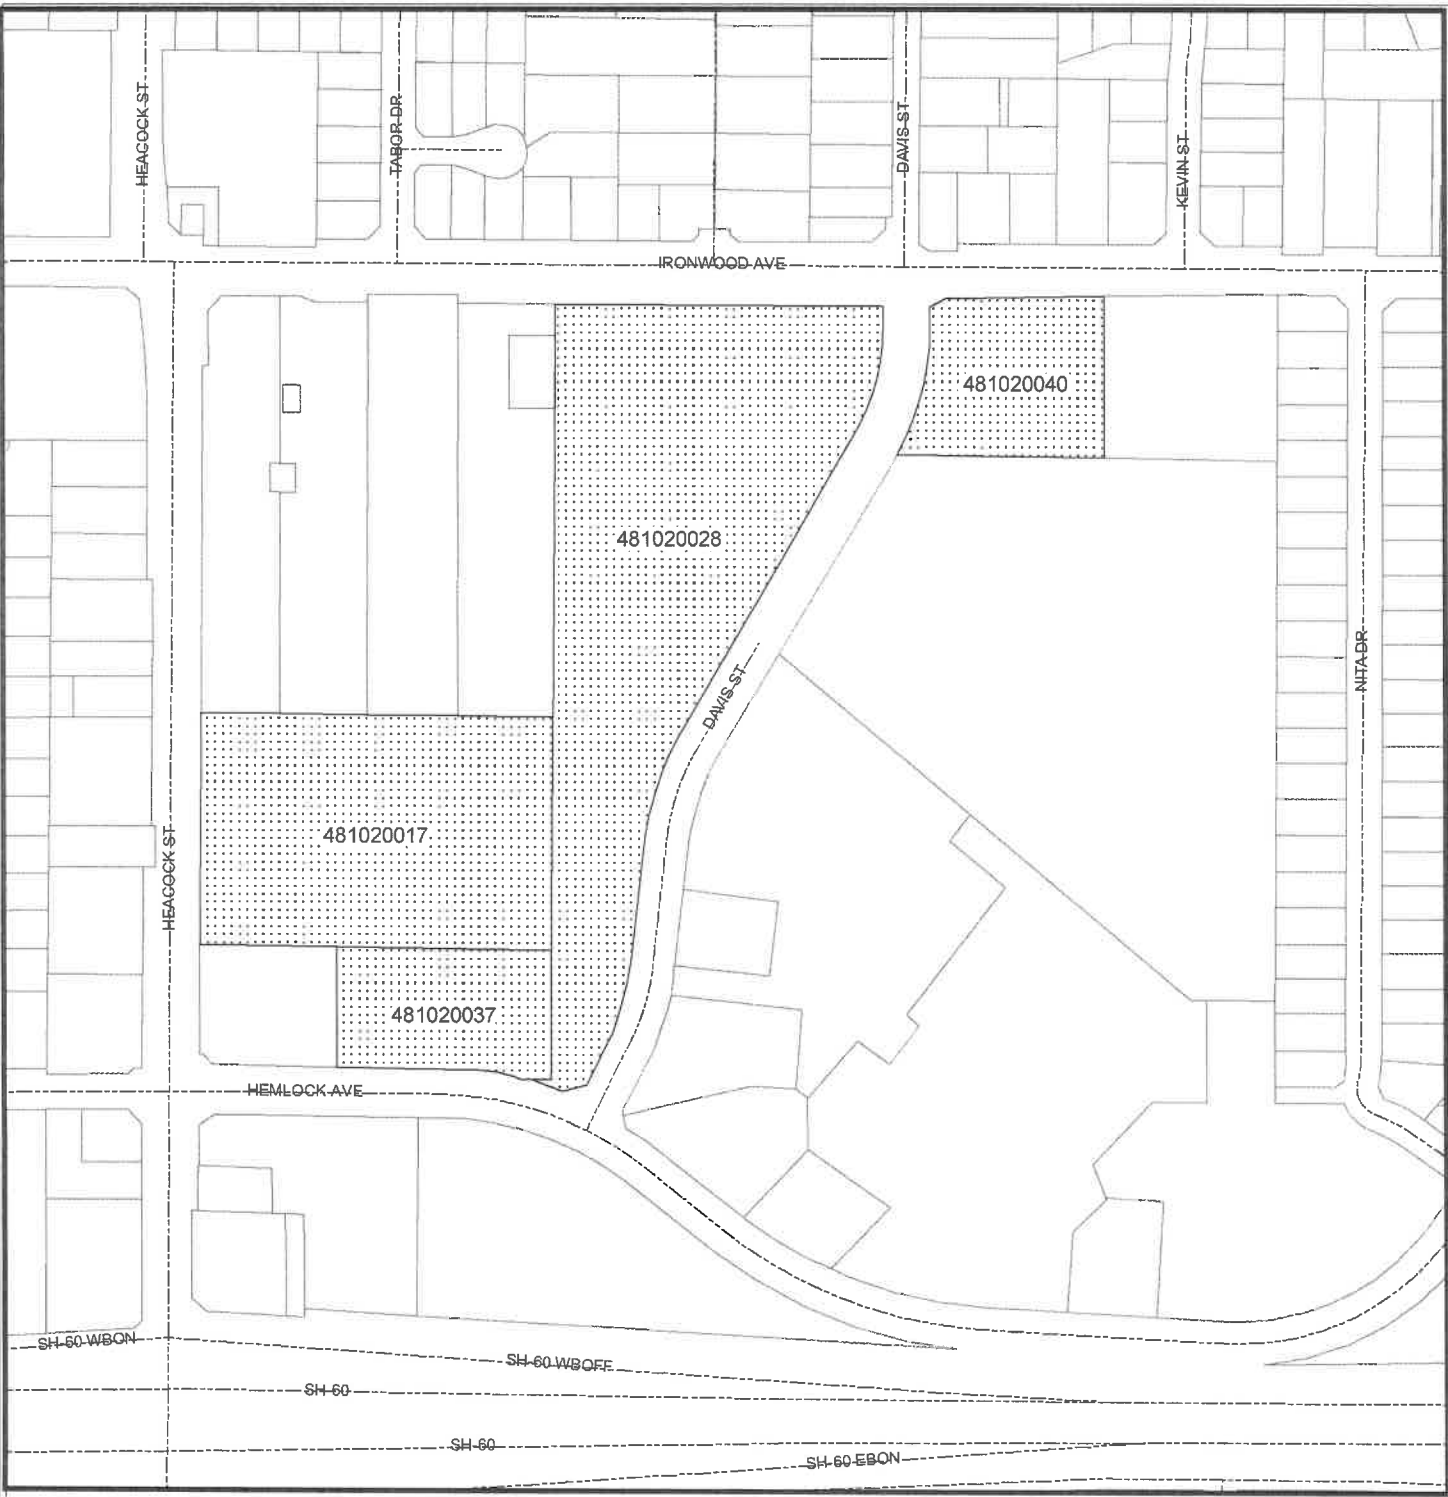 HEACOCK ST
TABOR DR
DAVIS ST
KEVIN ST
IRONWOOD AVE
481020040
481020028
NITA DR
DAVIS ST
481020017
HEACOCK ST
481020037
HEMLOCK AVE
SH-60 WBON
SH-60 WBOFF
SH-60
SH-60
SH-60 EBON